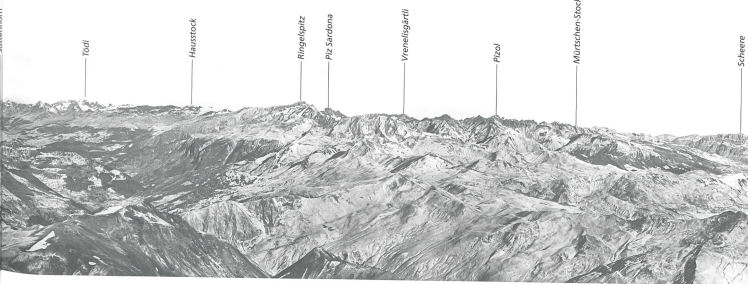 Tödi
Hausstock
Ringelspitz
Piz Sardona
Vrenelisgärtli
Pizol
Mürtschen-Stock
Scheere